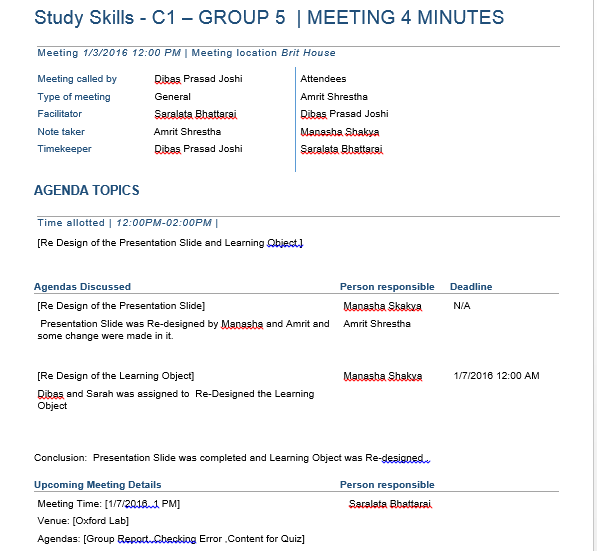 Study Skills - C1 – GROUP 5 | MEETING 4 MINUTES
Meeting 1/3/2016 12:00 PM | Meeting location Brit House
Meeting called by Dibas Prasad Joshi Attendees
Type of meeting General Amrit Shrestha
Facilitator Saralata Bhattarai Dibas Prasad Joshi
Note taker Amrit Shrestha Manasha Shakya
Timekeeper Dibas Prasad Joshi Saralata Bhattarai
AGENDA TOPICS
Time allotted | 12:00PM-02:00PM |
[Re Design of the Presentation Slide and Learning Object.]
Agendas Discussed Person responsible Deadline
[Re Design of the Presentation Slide] Manasha Skakya N/A
Presentation Slide was Re-designed by Manasha and Amrit and Amrit Shrestha
some change were made in it.
[Re Design of the Learning Object] Manasha Shakya 1/7/2016 12:00 AM
Dibas and Sarah was assigned to Re-Designed the Learning
Object
Conclusion: Presentation Slide was completed and Learning Object was Re-designed .
Upcoming Meeting Details Person responsible
Meeting Time: [1/7/2016 .1 PM] Saralata Bhattarai
Venue: [Oxford Lab]
Agendas: [Group Report ,Checking Error ,Content for Quiz]